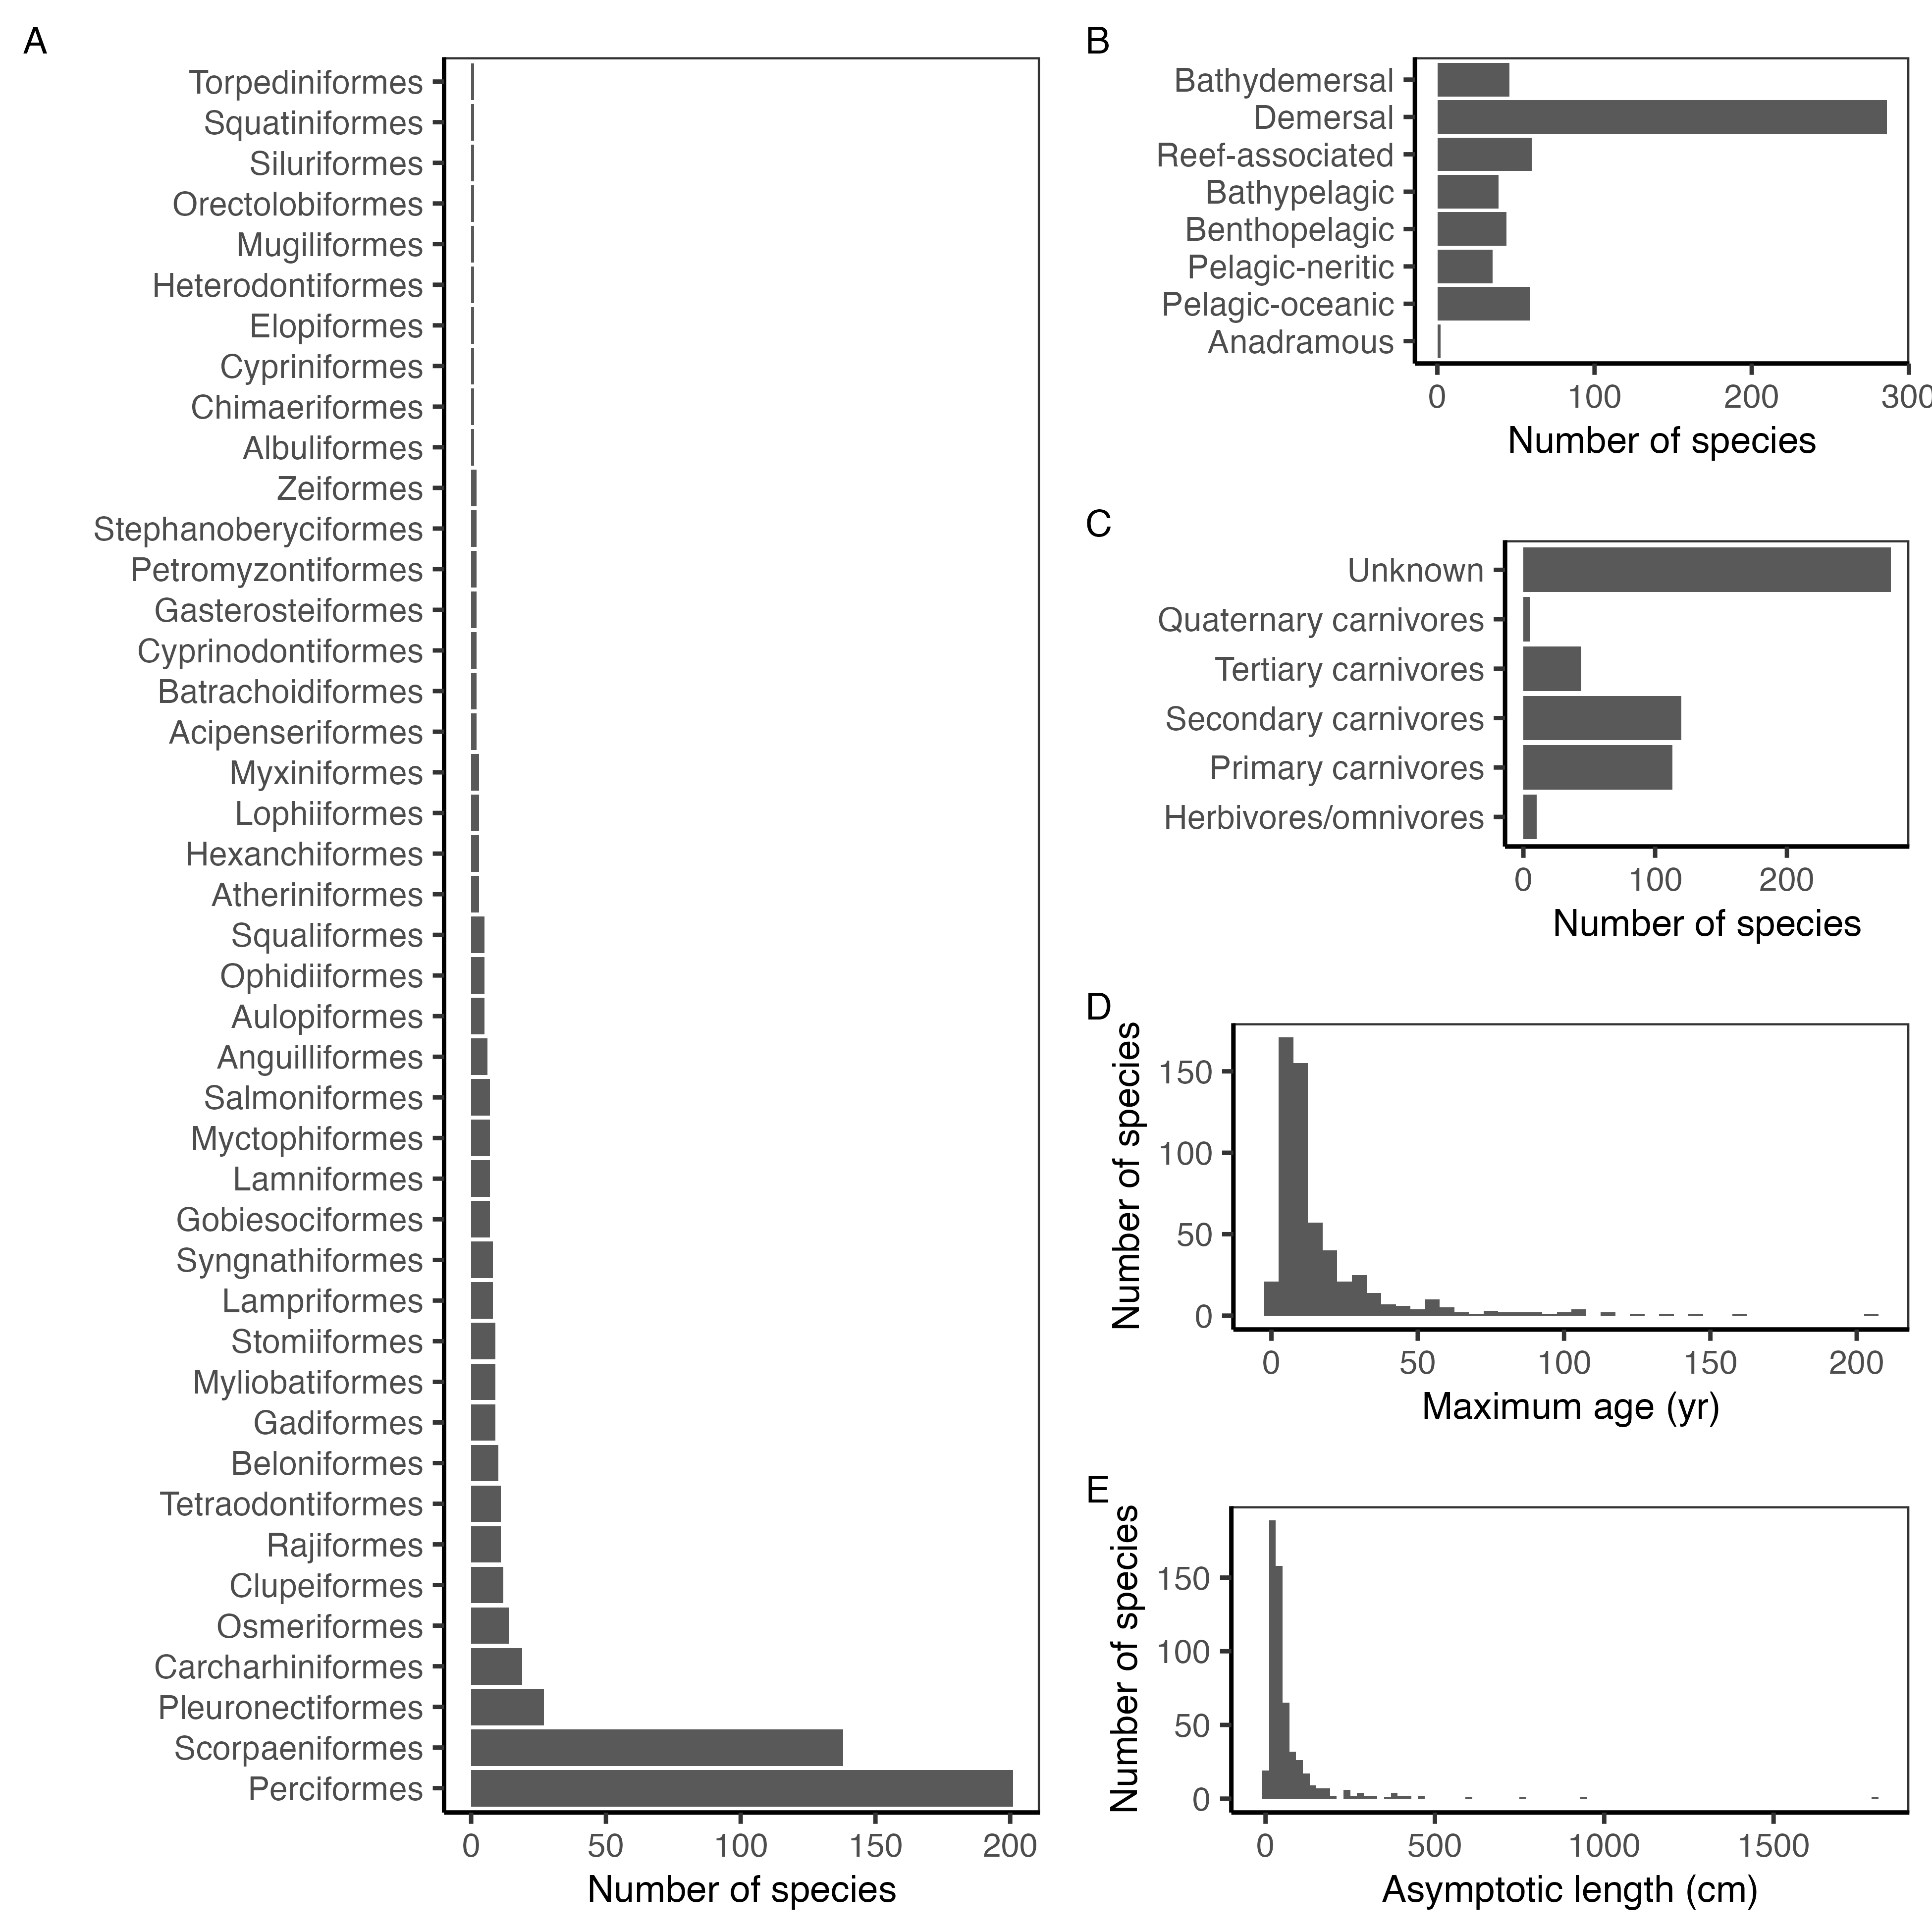 A
Torpediniformes
Squatiniformes
Siluriformes
Orectolobiformes
Mugiliformes
Heterodontiformes
Elopiformes
Cypriniformes
Chimaeriformes
Albuliformes
Zeiformes
Stephanoberyciformes
Petromyzontiformes
Gasterosteiformes
Cyprinodontiformes
Batrachoidiformes
Acipenseriformes
Myxiniformes
Lophiiformes
Hexanchiformes
Atheriniformes
Squaliformes
Ophidiiformes
Aulopiformes
Anguilliformes
Salmoniformes
Myctophiformes
Lamniformes
Gobiesociformes
Syngnathiformes
Lampriformes
Stomiiformes
Myliobatiformes
Gadiformes
Beloniformes
Tetraodontiformes
Rajiformes
Clupeiformes
Osmeriformes
Carcharhiniformes
Pleuronectiformes
Scorpaeniformes
Perciformes
0 50 100 150 200
Number of species
B
Bathydemersal
Demersal
Reef-associated
Bathypelagic
Benthopelagic
Pelagic-neritic
Pelagic-oceanic
Anadramous
0 100 200 300
Number of species
C
Unknown
Quaternary carnivores
Tertiary carnivores
Secondary carnivores
Primary carnivores
Herbivores/omnivores
0 100 200
Number of species
D
Number of species
150
100
50
0
0 50 100 150 200
Maximum age (yr)
E
Number of species
150
100
50
0
0 500 1000 1500
Asymptotic length (cm)